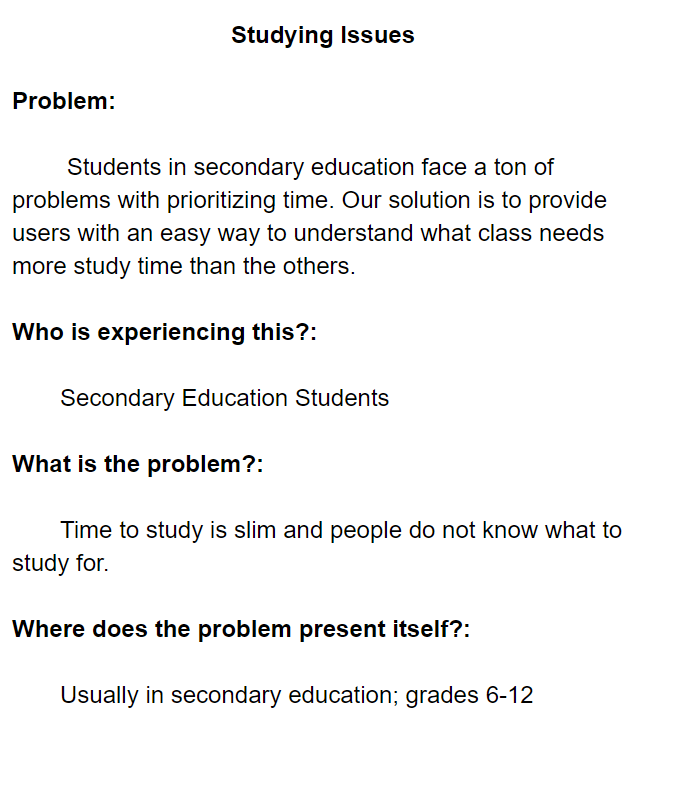 Studying Issues
Problem:
Students in secondary education face a ton of
problems with prioritizing time. Our solution is to provide
users with an easy way to understand what class needs
more study time than the others.
Who is experiencing this?:
Secondary Education Students
What is the problem?:
Time to study is slim and people do not know what to
study for.
Where does the problem present itself?:
Usually in secondary education; grades 6-12